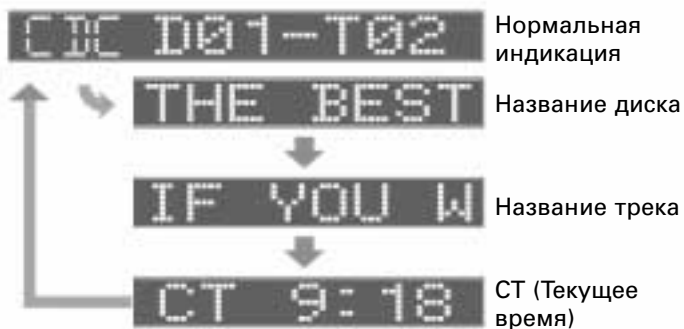 CDC D01-T02
Нормальная
индикация
THE BEST
Название диска
IF YOU W
Название трека
CT 9:18
СТ (Текущее
время)